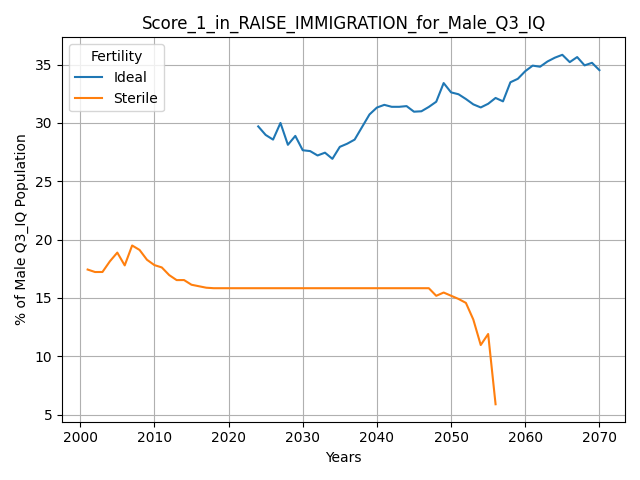 Score_1_in_RAISE_IMMIGRATION_for_Male_Q3_IQ
Fertility
Ideal
Sterile
% of Male Q3_IQ Population
35
30
25
20
15
10
5
2000 2010 2020 2030 2040 2050 2060 2070
Years